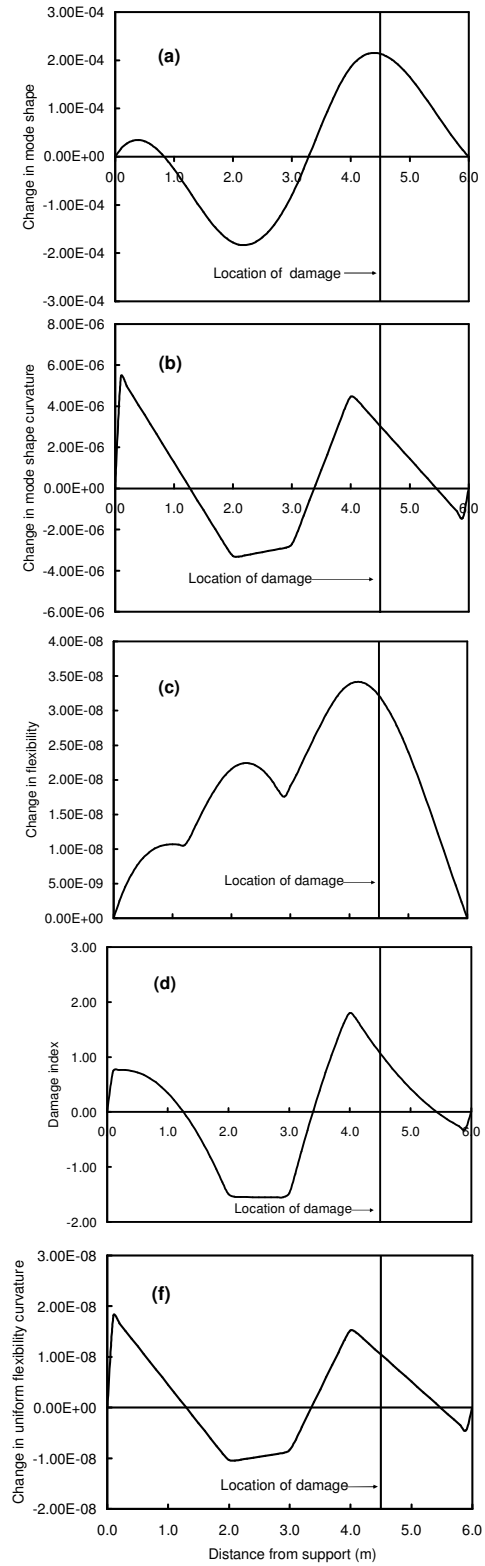 3.00E-04
(a)
2.00E-04
1.00E-04
0.00E+00
0.0 1.0 2.0 3.0 4.0 5.0 6.0
-1.00E-04
-2.00E-04
Location of damage
-3.00E-04
Change in mode shape
8.00E-06
6.00E-06
(b)
4.00E-06
2.00E-06
0.00E+00
0.0 1.0 2.0 3.0 4.0 5.0 6.0
-2.00E-06
-4.00E-06
Location of damage
-6.00E-06
Change in mode shape curvature
4.00E-08
3.50E-08
(c)
3.00E-08
2.50E-08
2.00E-08
1.50E-08
1.00E-08
5.00E-09
Location of damage
0.00E+00
Change in flexibility
3.00
(d)
2.00
1.00
0.00
0.0 1.0 2.0 3.0 4.0 5.0 6.0
-1.00
Location of damage
-2.00
Damage index
3.00E-08
(f)
2.00E-08
1.00E-08
0.00E+00
-1.00E-08
Location of damage
-2.00E-08
0.0 1.0 2.0 3.0 4.0 5.0 6.0
Change in uniform flexibility curvature
Distance from support (m)